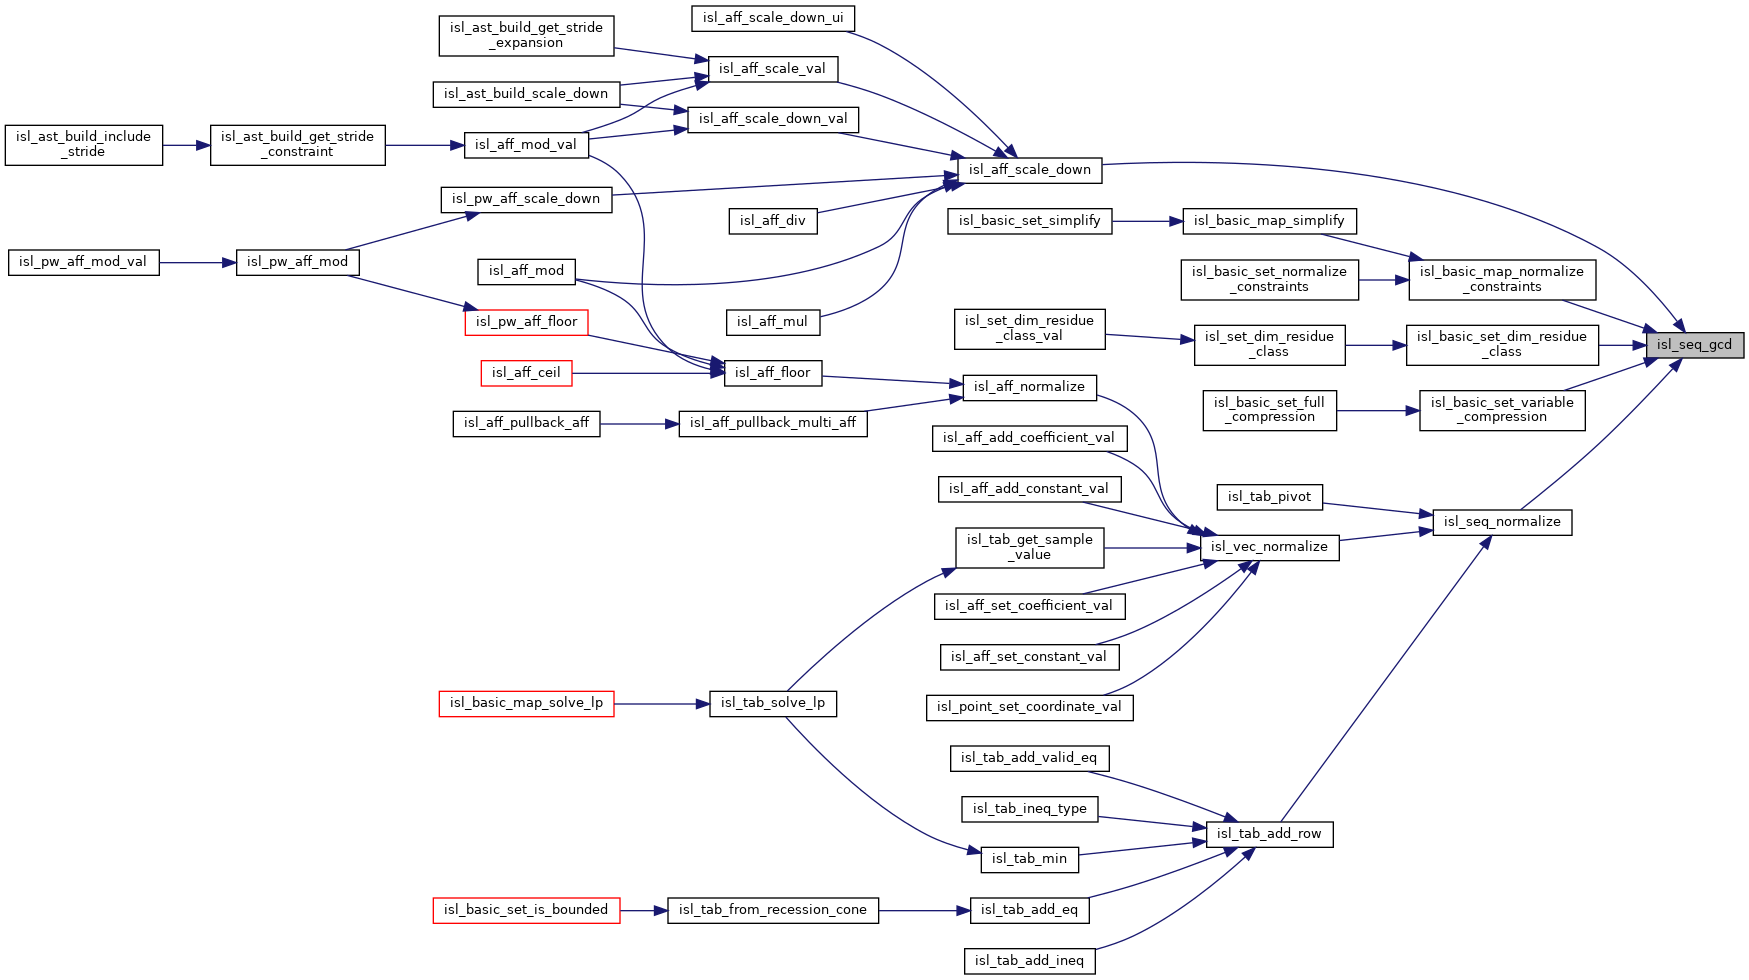 isl_aff_scale_down_ui
isl_ast_build_get_stride
_expansion
isl_aff_scale_val
isl_ast_build_scale_down
isl_aff_scale_down_val
isl_ast_build_include
_stride
isl_ast_build_get_stride
_constraint
isl_aff_mod_val
isl_aff_scale_down
isl_pw_aff_scale_down
isl_aff_div
isl_basic_set_simplify
isl_basic_map_simplify
isl_pw_aff_mod_val
isl_pw_aff_mod
isl_aff_mod
isl_basic_set_normalize
_constraints
isl_basic_map_normalize
_constraints
isl_pw_aff_floor
isl_aff_mul
isl_set_dim_residue
_class_val
isl_set_dim_residue
_class
isl_basic_set_dim_residue
_class
isl_seq_gcd
isl_aff_ceil
isl_aff_floor
isl_aff_normalize
isl_basic_set_full
_compression
isl_basic_set_variable
_compression
isl_aff_pullback_aff
isl_aff_pullback_multi_aff
isl_aff_add_coefficient_val
isl_aff_add_constant_val
isl_tab_pivot
isl_seq_normalize
isl_tab_get_sample
_value
isl_vec_normalize
isl_aff_set_coefficient_val
isl_aff_set_constant_val
isl_basic_map_solve_lp
isl_tab_solve_lp
isl_point_set_coordinate_val
isl_tab_add_valid_eq
isl_tab_ineq_type
isl_tab_add_row
isl_tab_min
isl_basic_set_is_bounded
isl_tab_from_recession_cone
isl_tab_add_eq
isl_tab_add_ineq